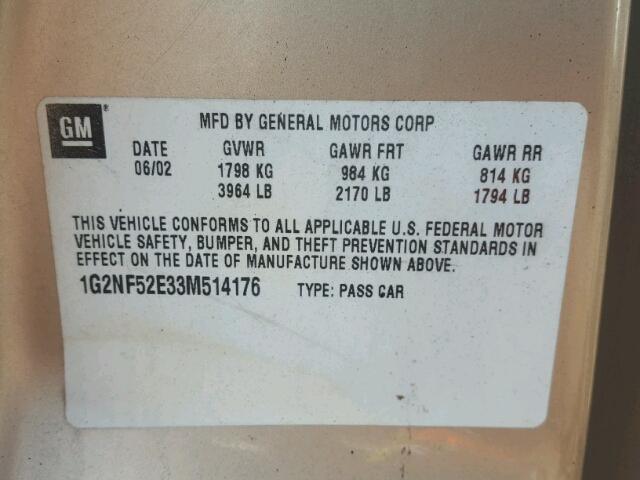 GM ®
MFD BY GENERAL MOTORS CORP
DATE GVWR GAWR FRT GAWR RR
06/02 1798 KG 984 KG 814 KG
3964 LB 2170 LB 1794 LB
THIS VEHICLE CONFORMS TO ALL APPLICABLE U.S. FEDERAL MOTOR
VEHICLE SAFETY, BUMPER, AND THEFT PREVENTION STANDARDS IN
EFFECT ON THE DATE OF MANUFACTURE SHOWN ABOVE.
1G2NF52E33M514176 TYPE: PASS CAR